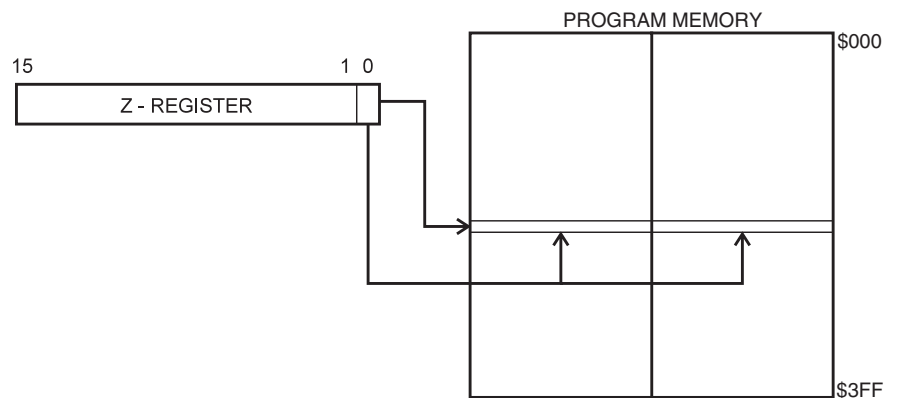 PROGRAM MEMORY
$000
15 1 0
Z - REGISTER
$3FF